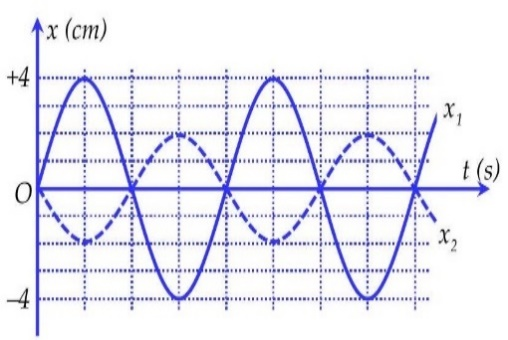 x (cm)
+4
x₁
t (s)
O
x₂
–4